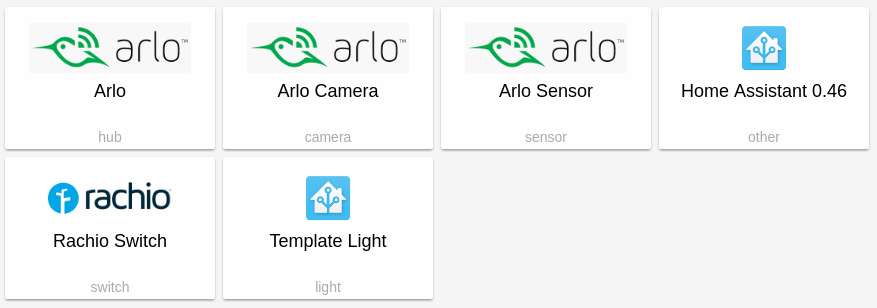 arlo™
Arlo
hub
arlo™
Arlo Camera
camera
arlo™
Arlo Sensor
sensor
Home Assistant 0.46
other
rachio™
Rachio Switch
switch
Template Light
light